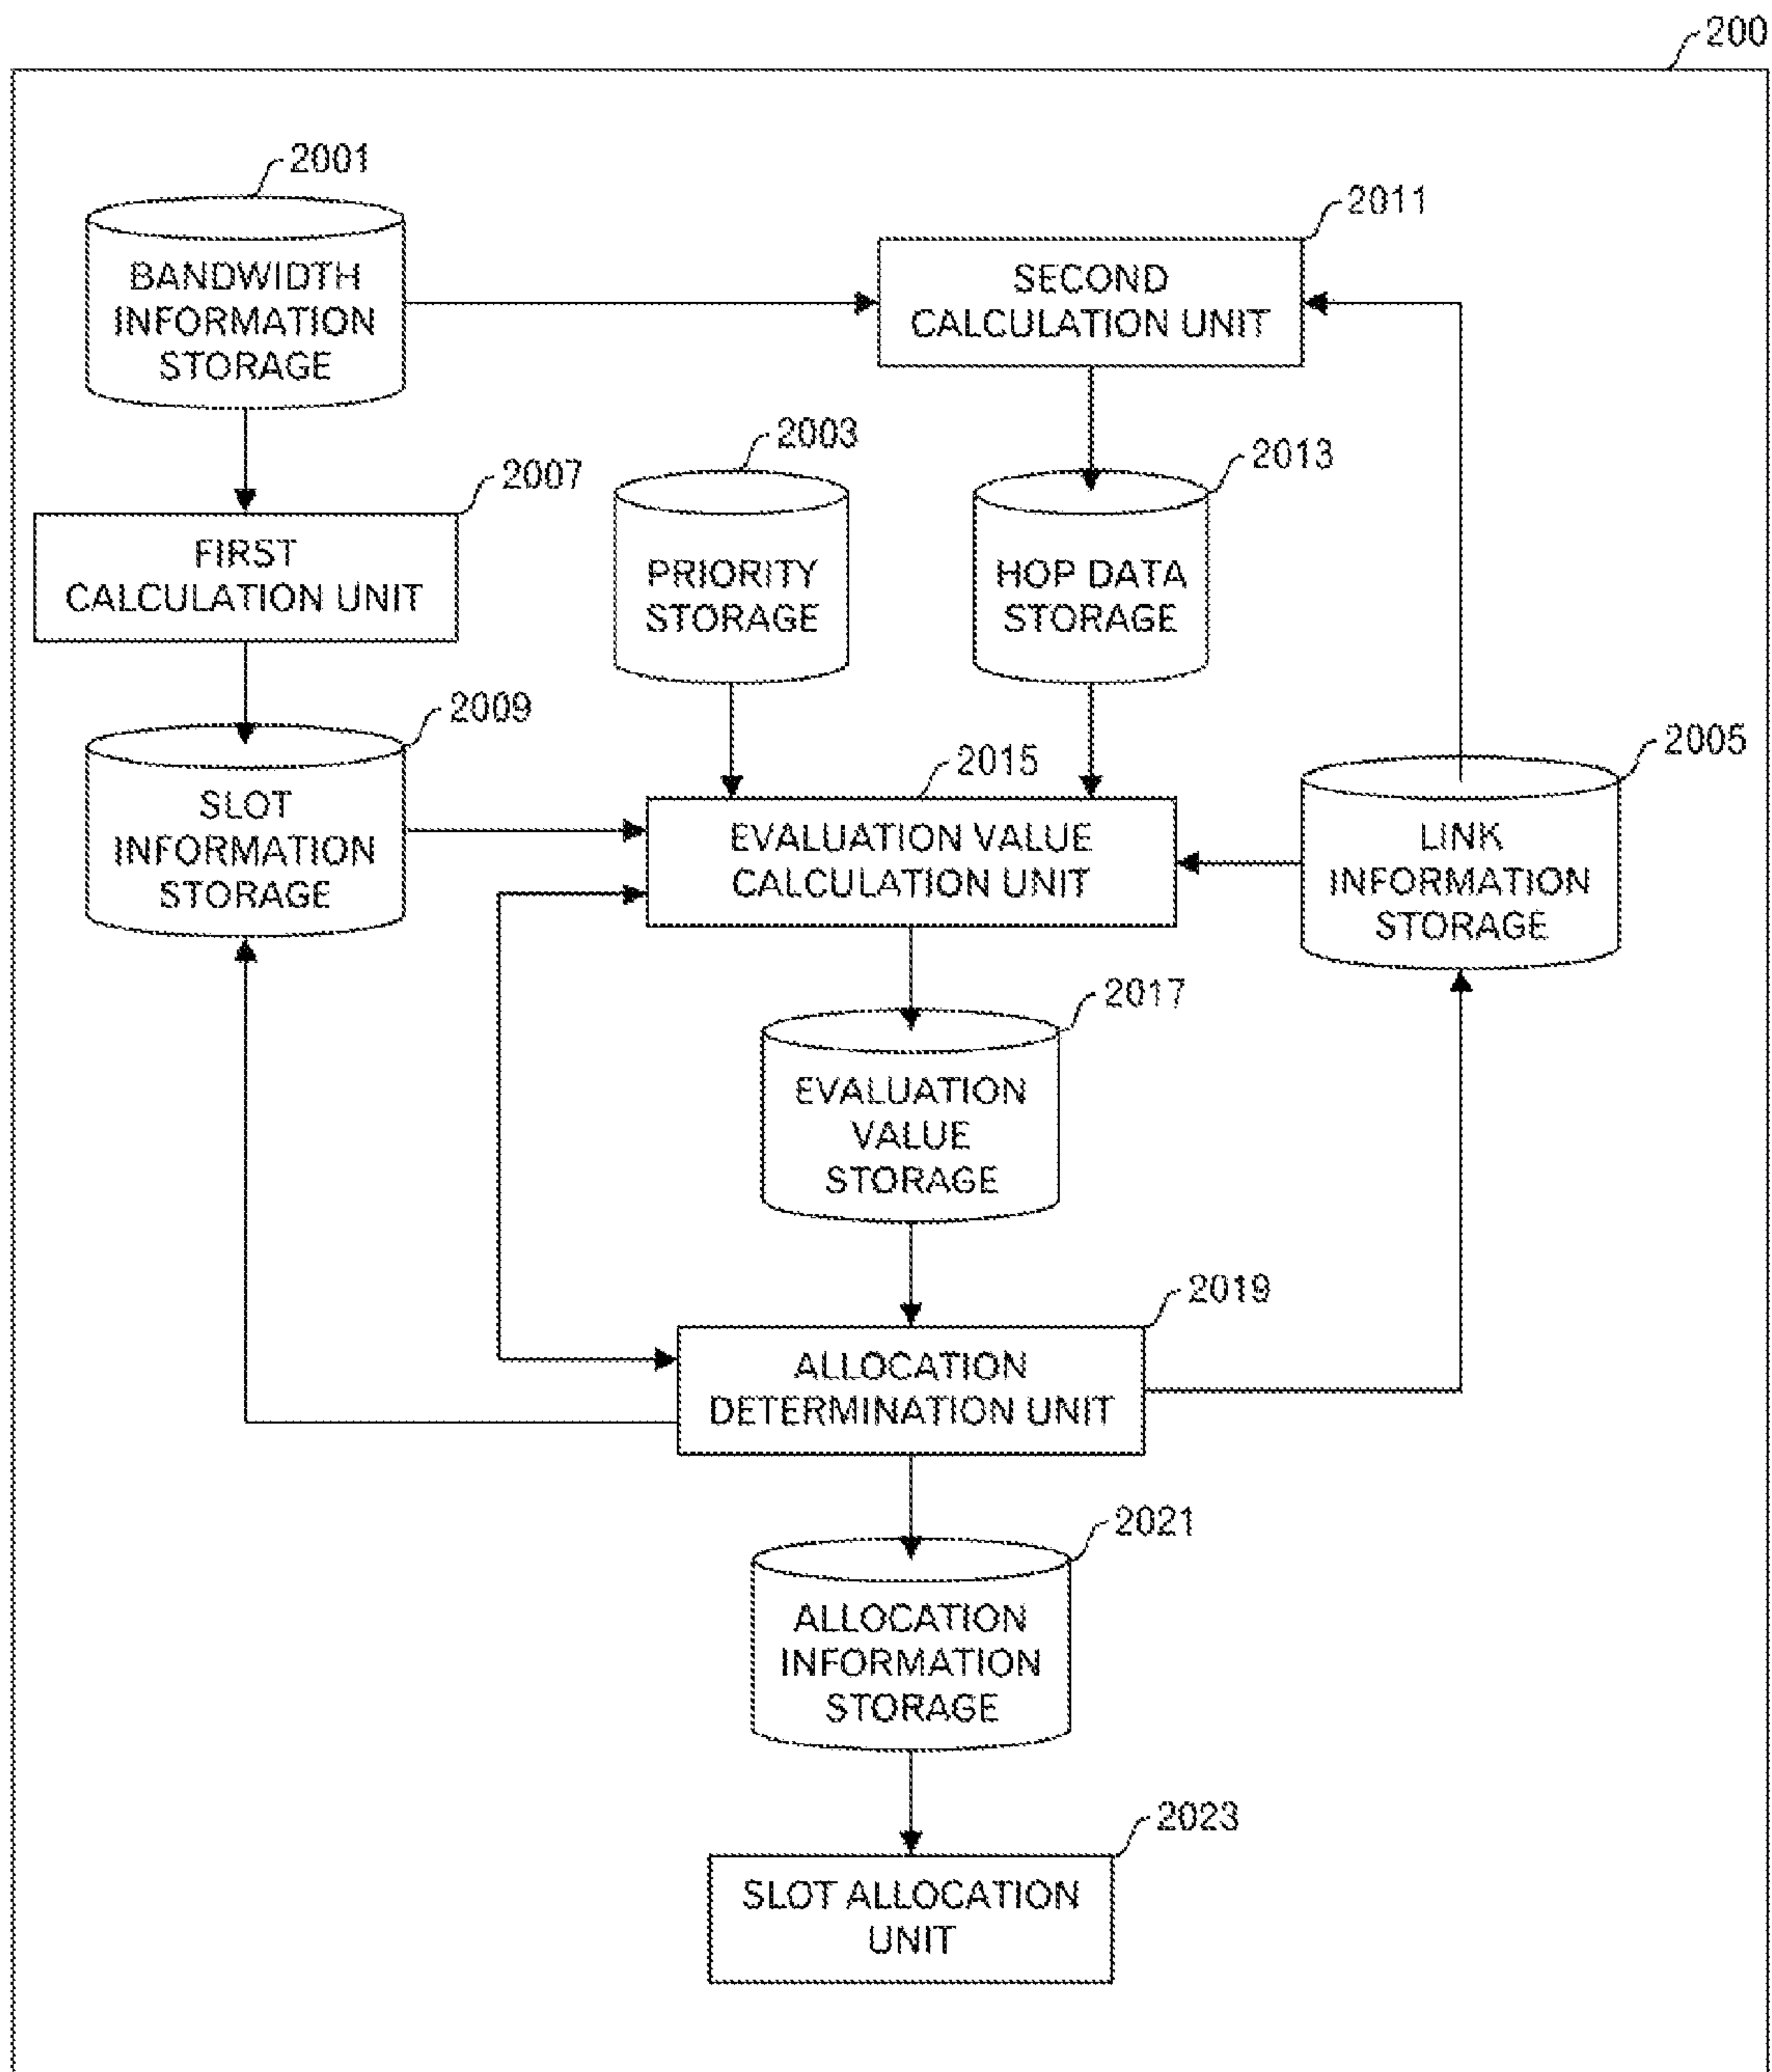 200
2001
BANDWIDTH
INFORMATION
STORAGE
2011
SECOND
CALCULATION UNIT
2007
FIRST
CALCULATION UNIT
2003
PRIORITY
STORAGE
2013
HOP DATA
STORAGE
2009
SLOT
INFORMATION
STORAGE
2015
EVALUATION VALUE
CALCULATION UNIT
2005
LINK
INFORMATION
STORAGE
2017
EVALUATION
VALUE
STORAGE
2019
ALLOCATION
DETERMINATION UNIT
2021
ALLOCATION
INFORMATION
STORAGE
2023
SLOT ALLOCATION
UNIT